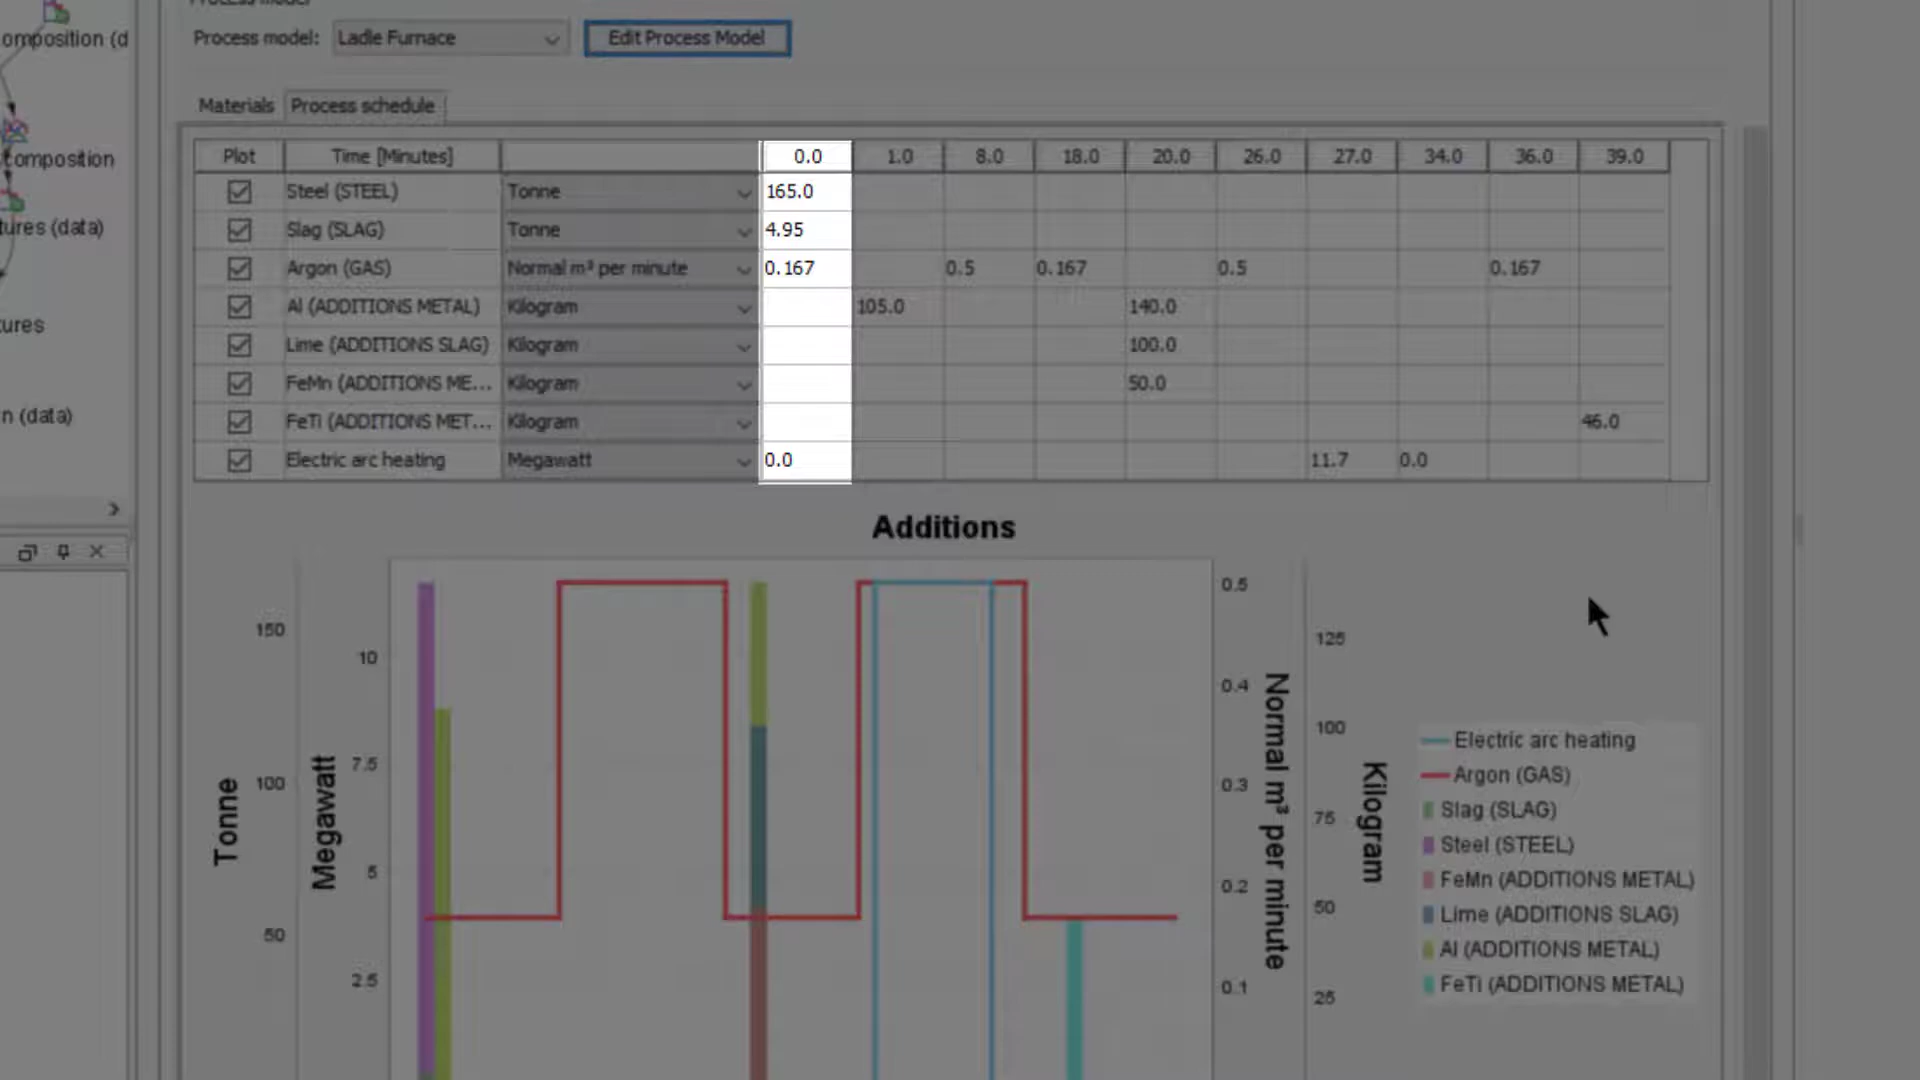 Process model
omposition (d
Process model: Ladle Furnace Edit Process Model
Materials Process schedule
Plot Time [Minutes] 0.0 1.0 8.0 18.0 20.0 26.0 27.0 34.0 36.0 39.0
composition
Steel (STEEL) Tonne 165.0
tures (data)
Slag (SLAG) Tonne 4.95
Argon (GAS) Normal m³ per minute 0.167 0.5 0.167 0.5 0.167
Al (ADDITIONS METAL) Kilogram 105.0 140.0
tures
Lime (ADDITIONS SLAG) Kilogram 100.0
FeMn (ADDITIONS ME... Kilogram 50.0
n (data)
FeTi (ADDITIONS MET... Kilogram 46.0
Electric arc heating Megawatt 0.0 11.7 0.0
Additions
Tonne
150
100
50
Megawatt
10
7.5
5
2.5
0.5
0.4
0.3
0.2
0.1
Normal m³ per minute
125
100
75
50
25
Kilogram
Electric arc heating
Argon (GAS)
Slag (SLAG)
Steel (STEEL)
FeMn (ADDITIONS METAL)
Lime (ADDITIONS SLAG)
Al (ADDITIONS METAL)
FeTi (ADDITIONS METAL)